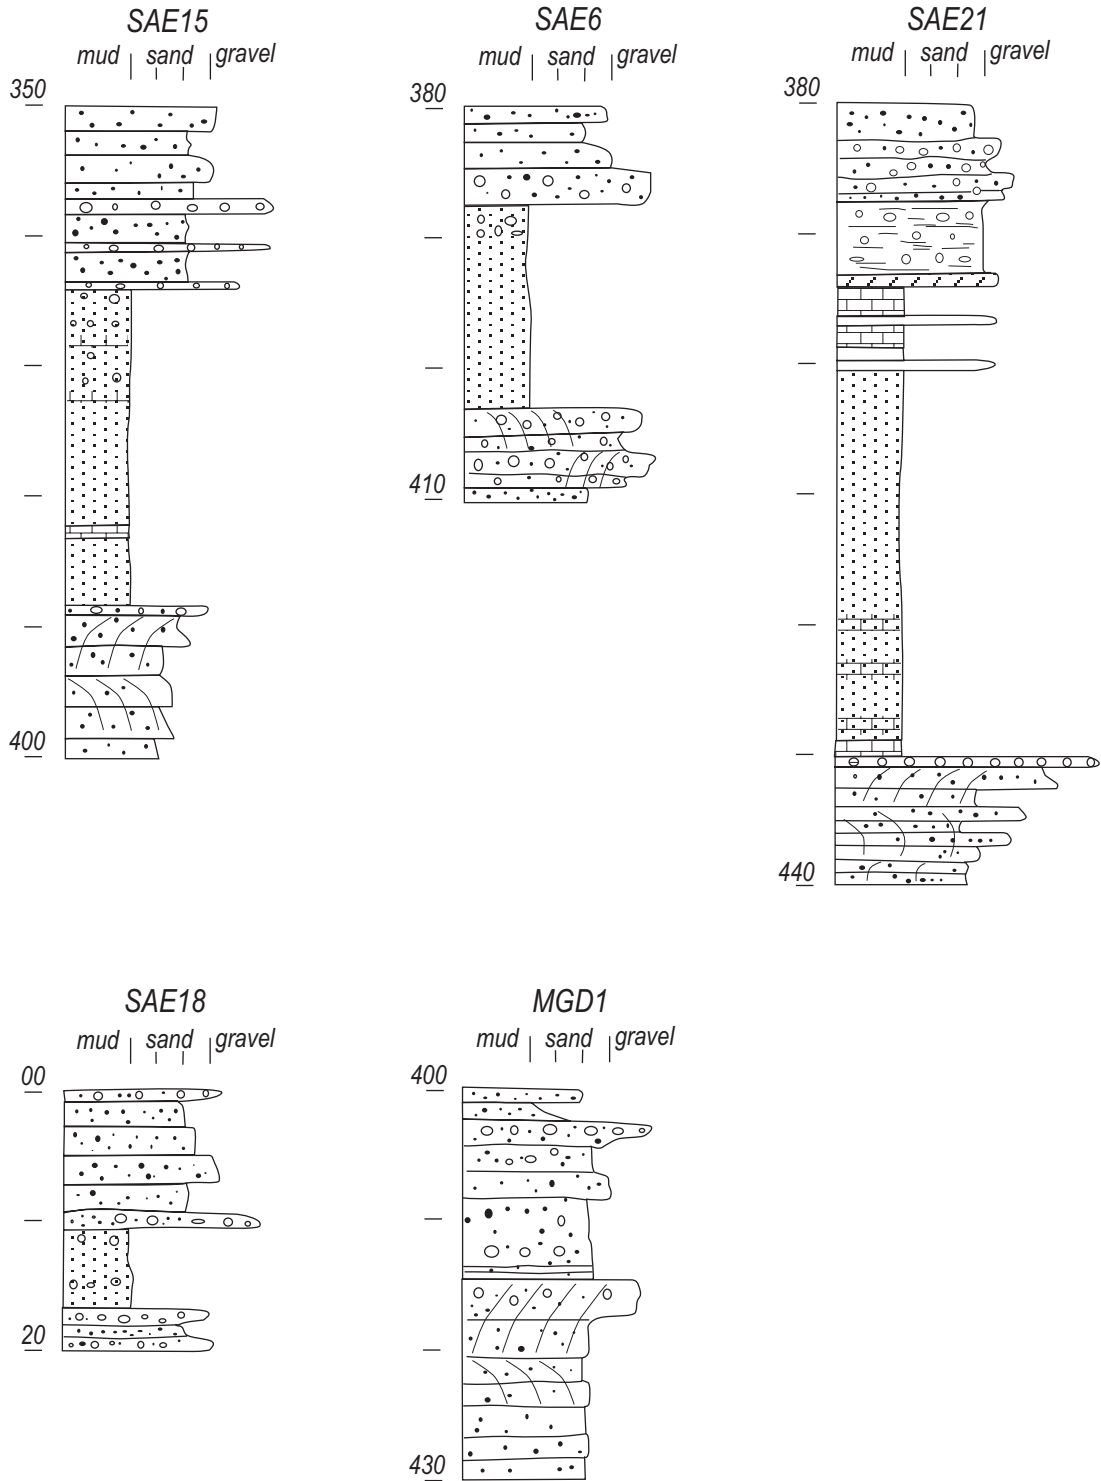 SAE15
mud sand gravel
350
400
SAE6
mud sand gravel
380
410
SAE21
mud sand gravel
380
440
SAE18
mud sand gravel
00
20
MGD1
mud sand gravel
400
430